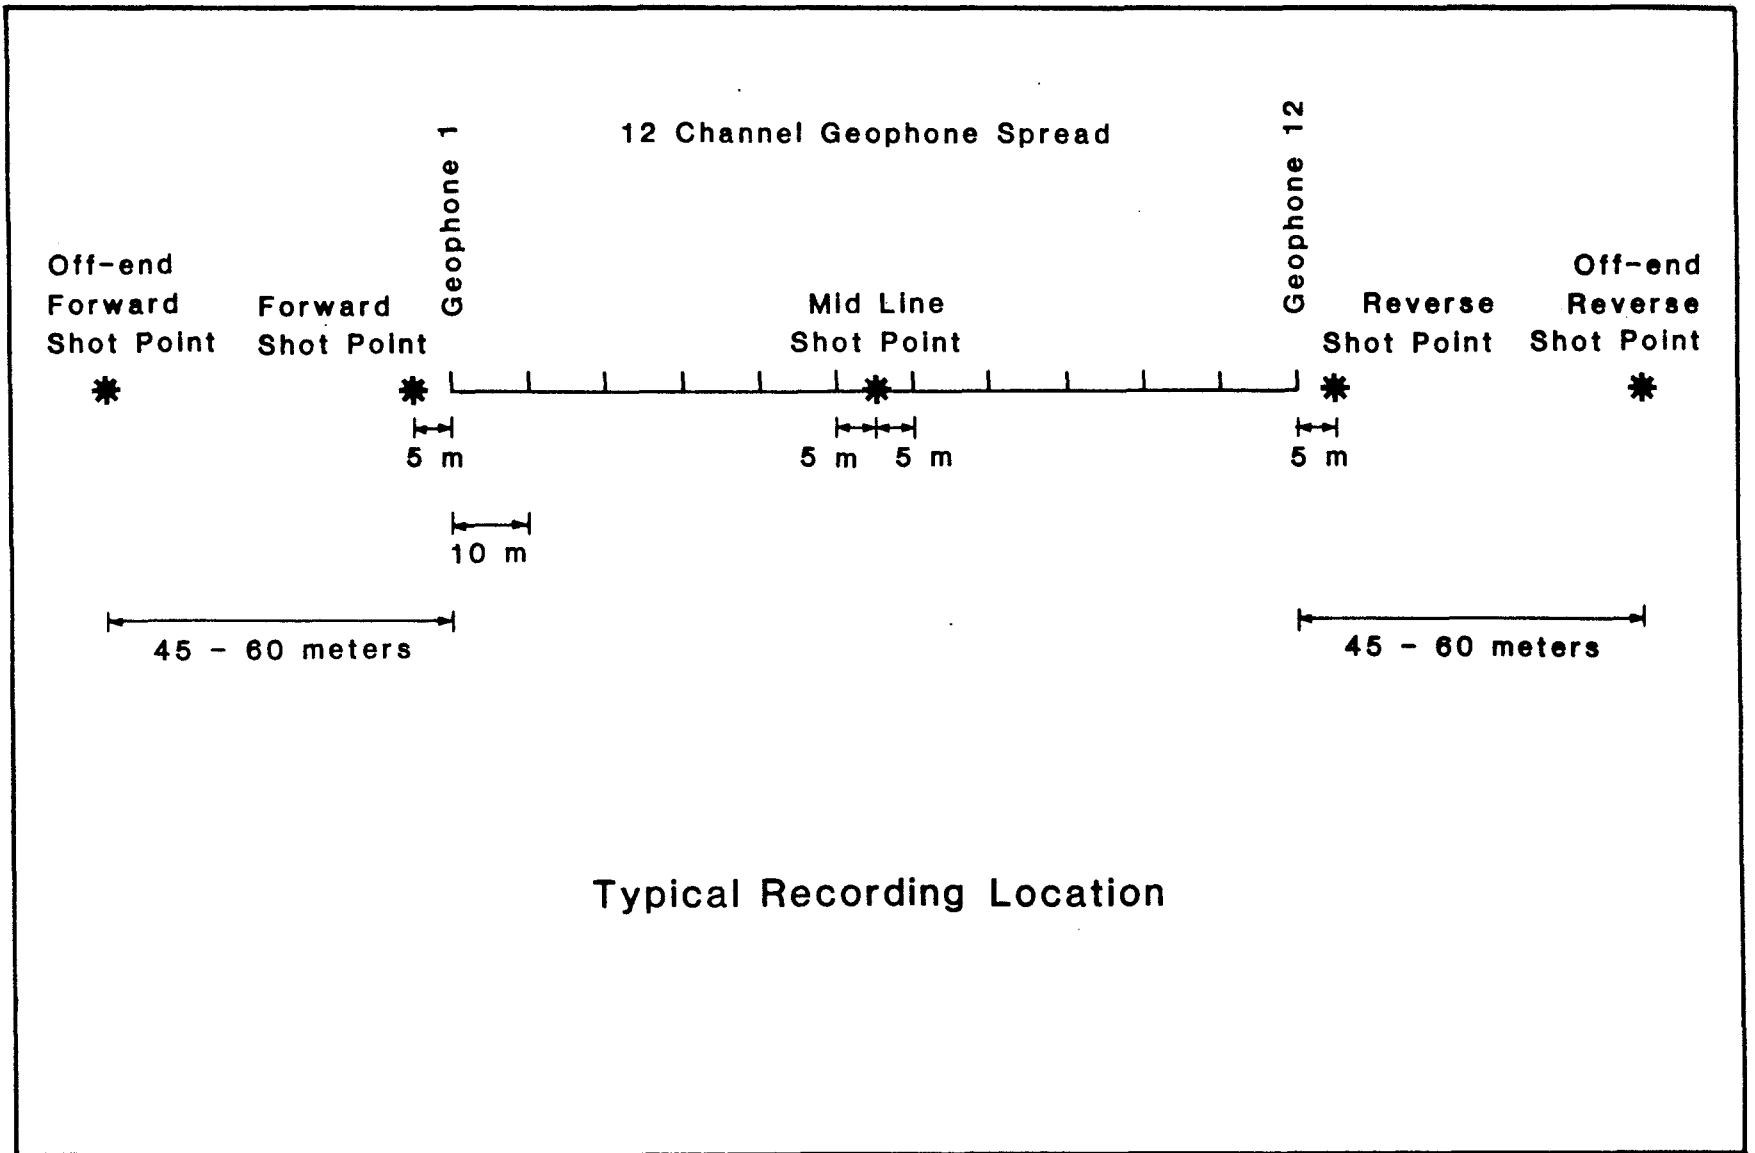 12 Channel Geophone Spread
Geophone 1
Geophone 12
Off-end
Forward
Shot Point
Forward
Shot Point
Mid Line
Shot Point
Reverse
Shot Point
Off-end
Reverse
Shot Point
5 m
5 m
5 m
5 m
10 m
45 - 60 meters
45 - 60 meters
Typical Recording Location